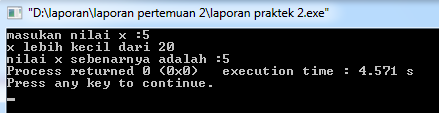 "D:\laporan\laporan pertemuan 2\laporan praktek 2.exe"
masukan nilai x :5
x lebih kecil dari 20
nilai x sebenarnya adalah :5
Process returned 0 (0x0)   execution time : 4.571 s
Press any key to continue.